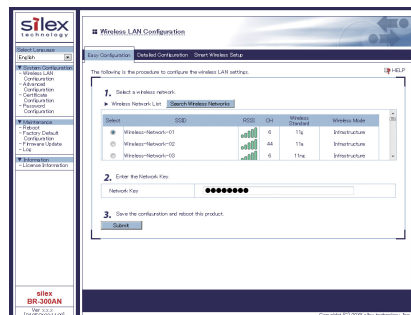 silex
technology
Select Language
English
▼ System Configuration
- Wireless LAN
Configuration
- Advanced
Configuration
- Certificate
Configuration
- Password
Configuration
▼ Maintenance
- Reboot
- Factory Default
Configuration
- Firmware Update
- Log
▼ Information
- License Information
silex
BR-300AN
Ver x.x.x
Wireless LAN Configuration
Easy Configuration Detailed Configuration Smart Wireless Setup
The following is the procedure to configure the wireless LAN settings.
HELP
1. Select a wireless network.
► Wireless Network List Search Wireless Networks
Select SSID RSSI CH Wireless Standard Wireless Mode
Wireless-Network-01 6 11g Infrastructure
Wireless-Network-02 44 11a Infrastructure
Wireless-Network-03 6 11ng Infrastructure
2. Enter the Network Key.
Network Key ●●●●●●●●
3. Save the configuration and reboot this product.
Submit